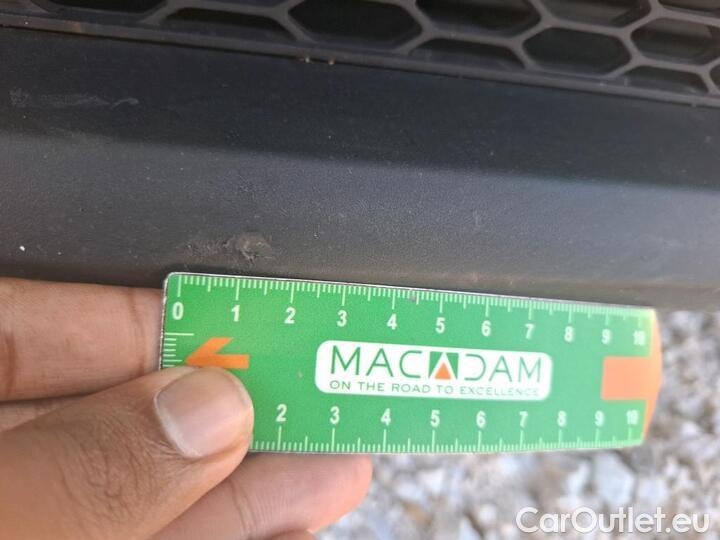 0 1 2 3 4 5 6 7 8 9 10
MACADAM
ON THE ROAD TO EXCELLENCE
2 3 4 5 6 7 8 9 10
CarOutlet.eu